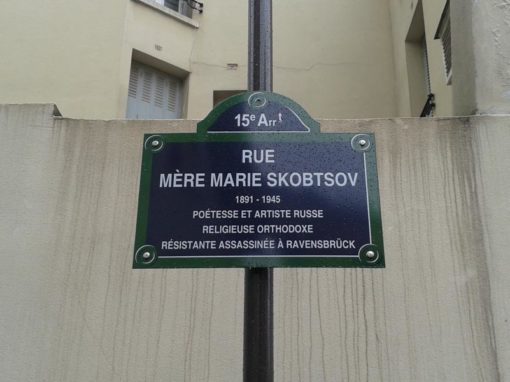 15e Arrt
RUE
MÈRE MARIE SKOBTSOV
1891 - 1945
POÉTESSE ET ARTISTE RUSSE
RELIGIEUSE ORTHODOXE
RÉSISTANTE ASSASSINÉE À RAVENSBRÜCK